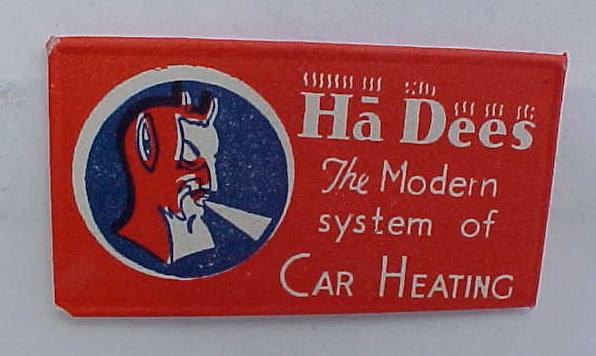 Hā Dees
The Modern
system of
CAR HEATING